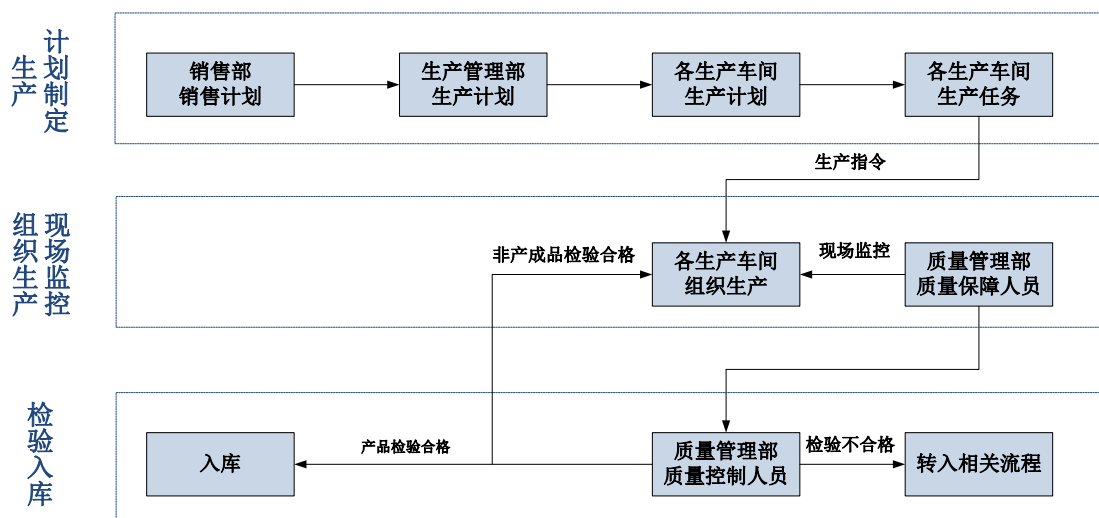 生产
计划制定
销售部
销售计划
生产管理部
生产计划
各生产车间
生产计划
各生产车间
生产任务
生产指令
组织生产
现场监控
非产成品检验合格
各生产车间
组织生产
现场监控
质量管理部
质量保障人员
检验入库
入库
产品检验合格
质量管理部
质量控制人员
检验不合格
转入相关流程